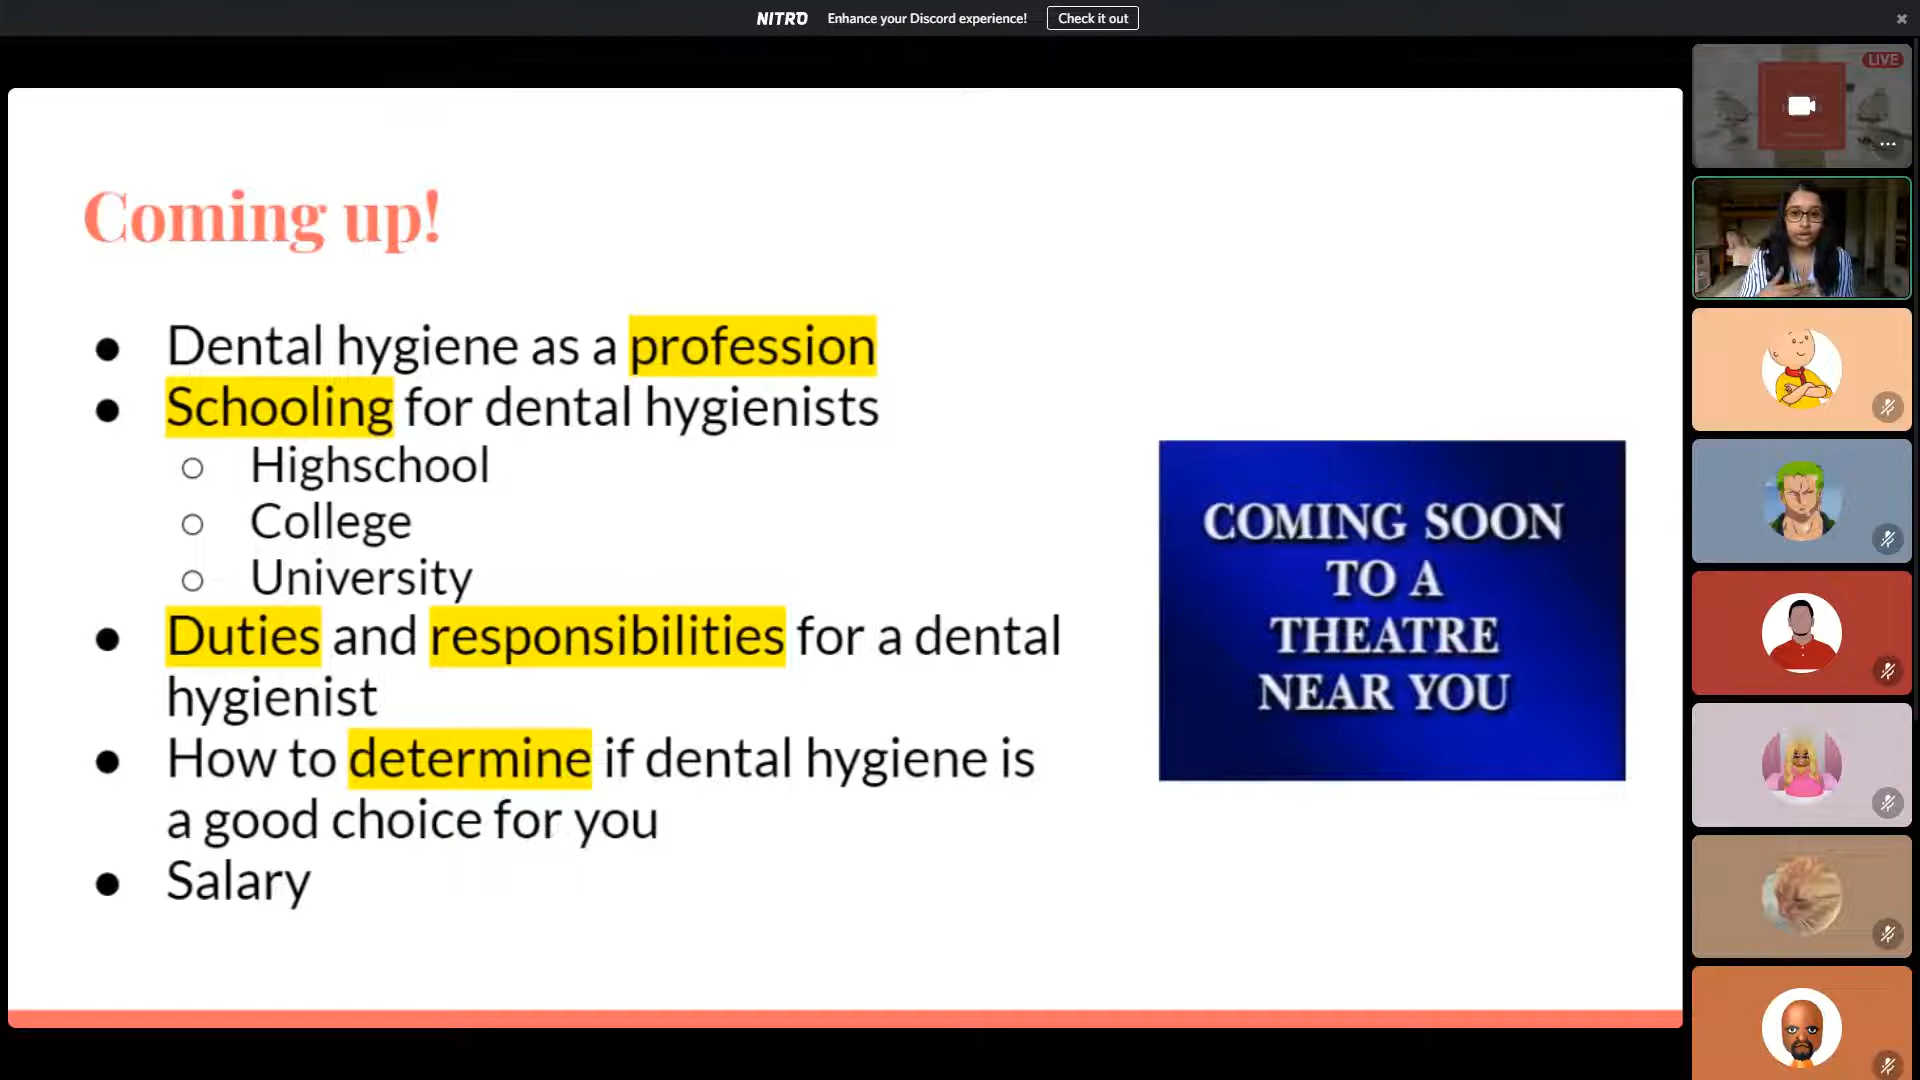 NITRO Enhance your Discord experience! Check it out
LIVE
Coming up!
Dental hygiene as a profession
Schooling for dental hygienists
Highschool
College
University
Duties and responsibilities for a dental
hygienist
How to determine if dental hygiene is
a good choice for you
Salary
COMING SOON
TO A
THEATRE
NEAR YOU